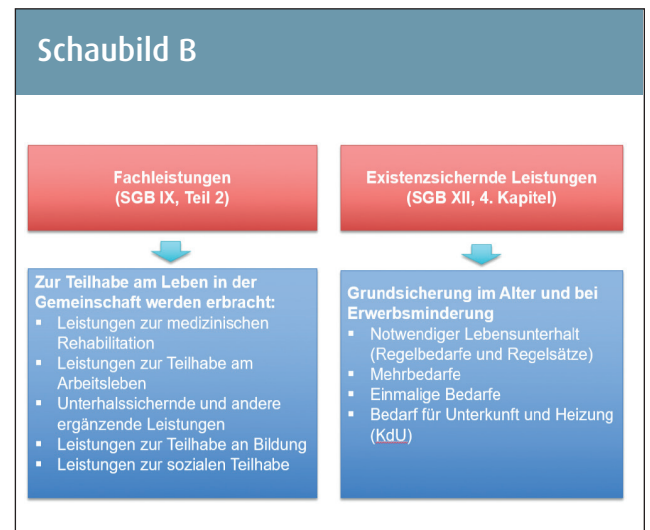 Schaubild B
Fachleistungen
(SGB IX, Teil 2)
Zur Teilhabe am Leben in der
Gemeinschaft werden erbracht:
▪ Leistungen zur medizinischen
Rehabilitation
▪ Leistungen zur Teilhabe am
Arbeitsleben
▪ Unterhalssichernde und andere
ergänzende Leistungen
▪ Leistungen zur Teilhabe an Bildung
▪ Leistungen zur sozialen Teilhabe
Existenzsichernde Leistungen
(SGB XII, 4. Kapitel)
Grundsicherung im Alter und bei
Erwerbsminderung
▪ Notwendiger Lebensunterhalt
(Regelbedarfe und Regelsätze)
▪ Mehrbedarfe
▪ Einmalige Bedarfe
▪ Bedarf für Unterkunft und Heizung
(KdU)